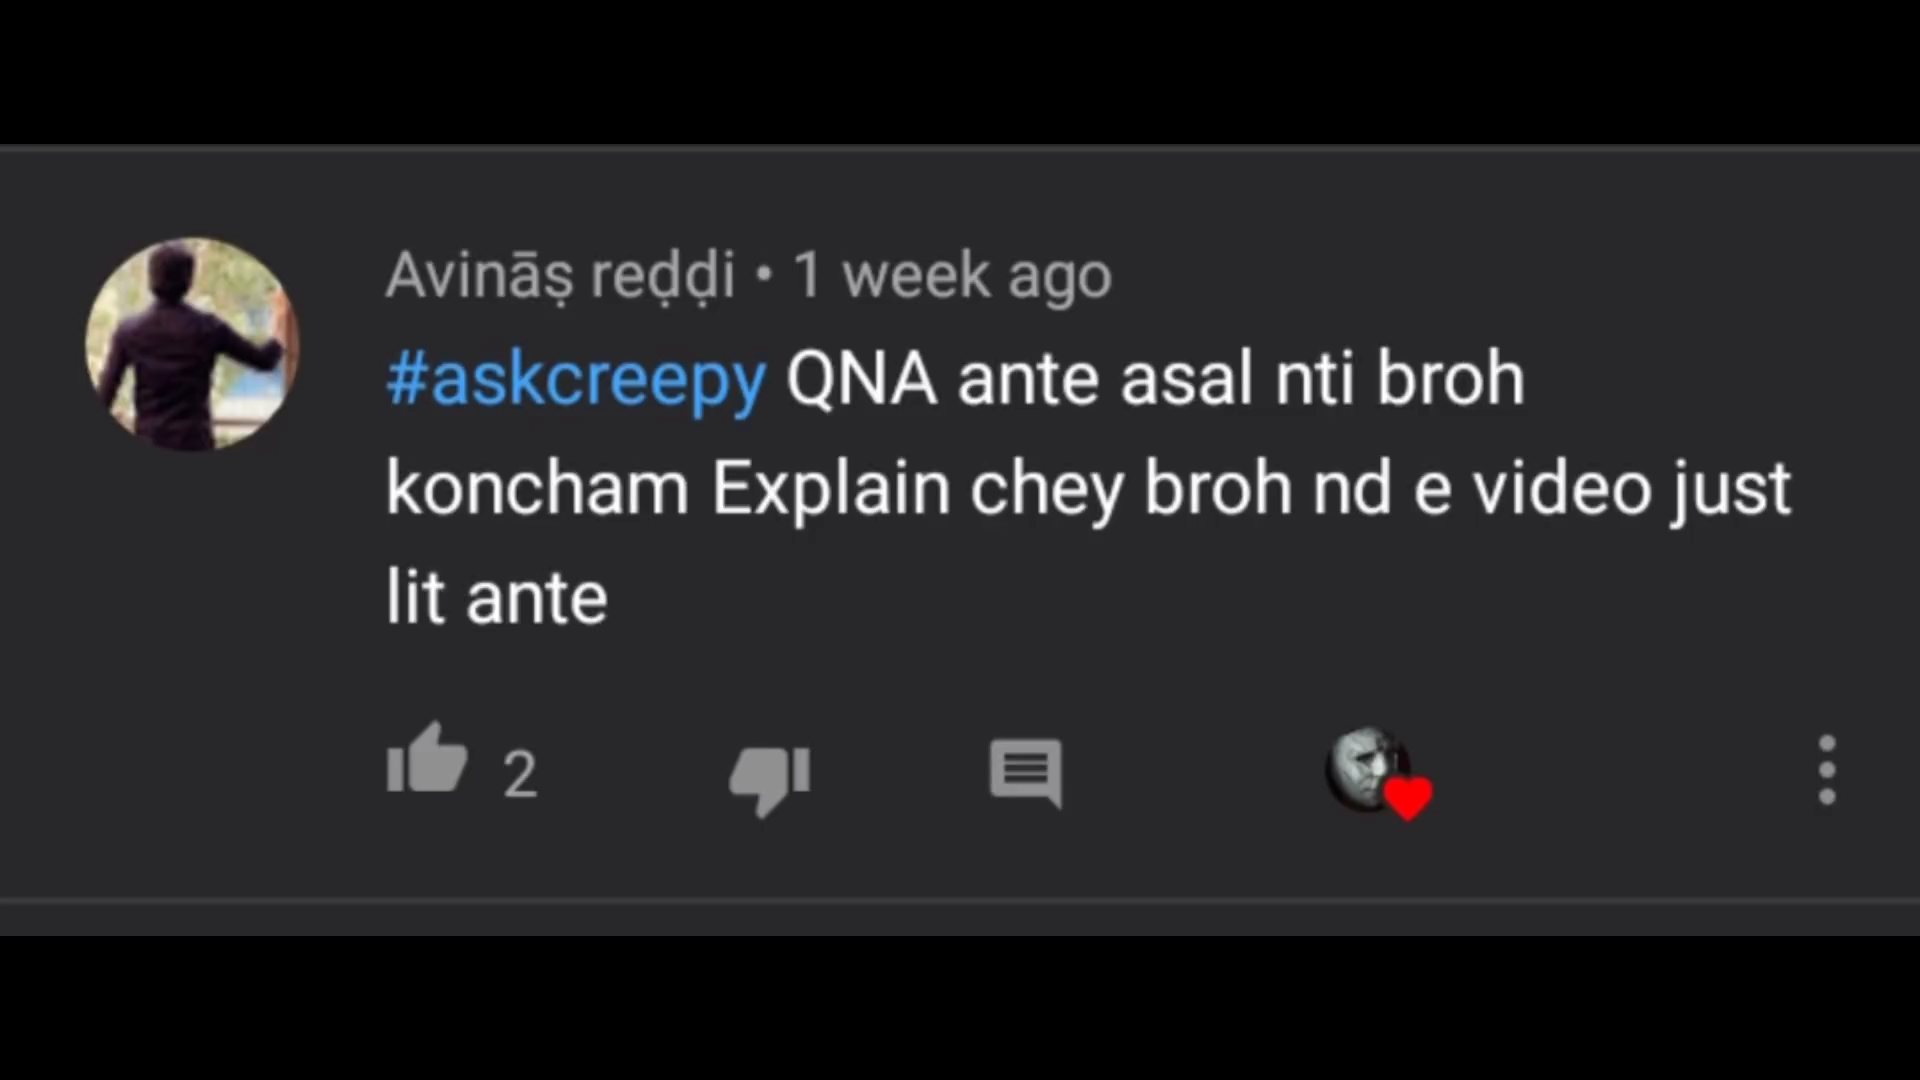 Avināṣ reḍḍi • 1 week ago
#askcreepy QNA ante asal nti broh
koncham Explain chey broh nd e video just
lit ante
2